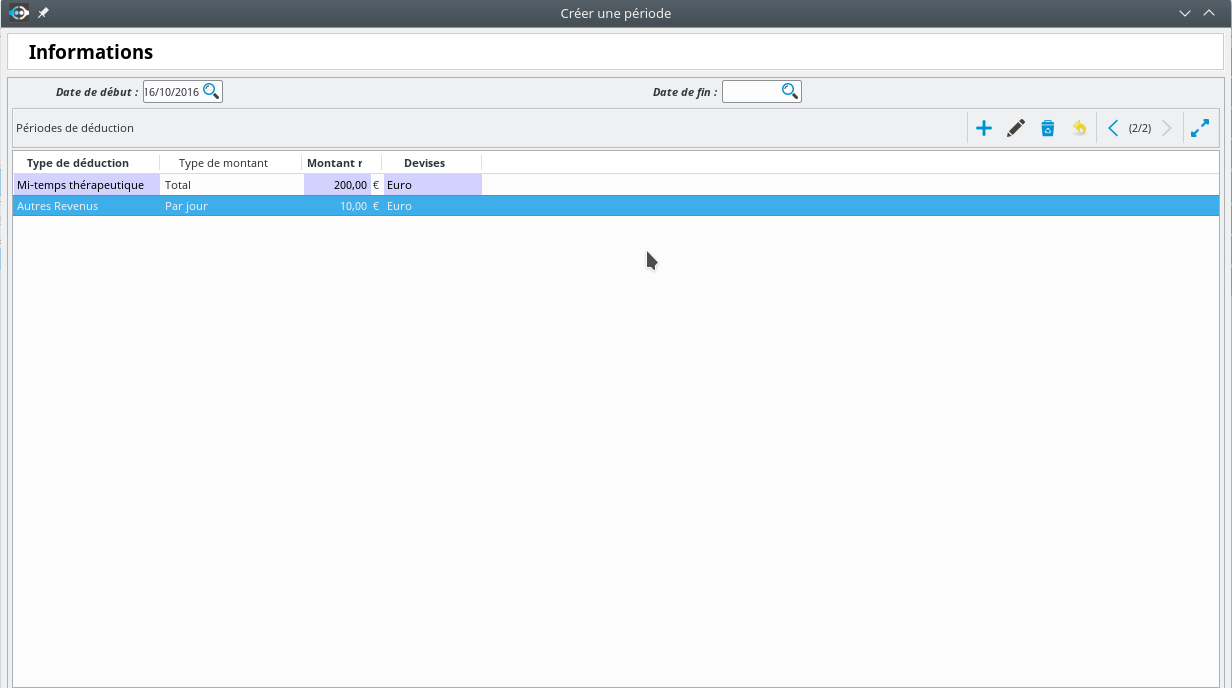 Créer une période
Informations
Date de début : 16/10/2016 Date de fin :
Périodes de déduction (2/2)
Type de déduction Type de montant Montant r Devises
Mi-temps thérapeutique Total 200,00 € Euro
Autres Revenus Par jour 10,00 € Euro